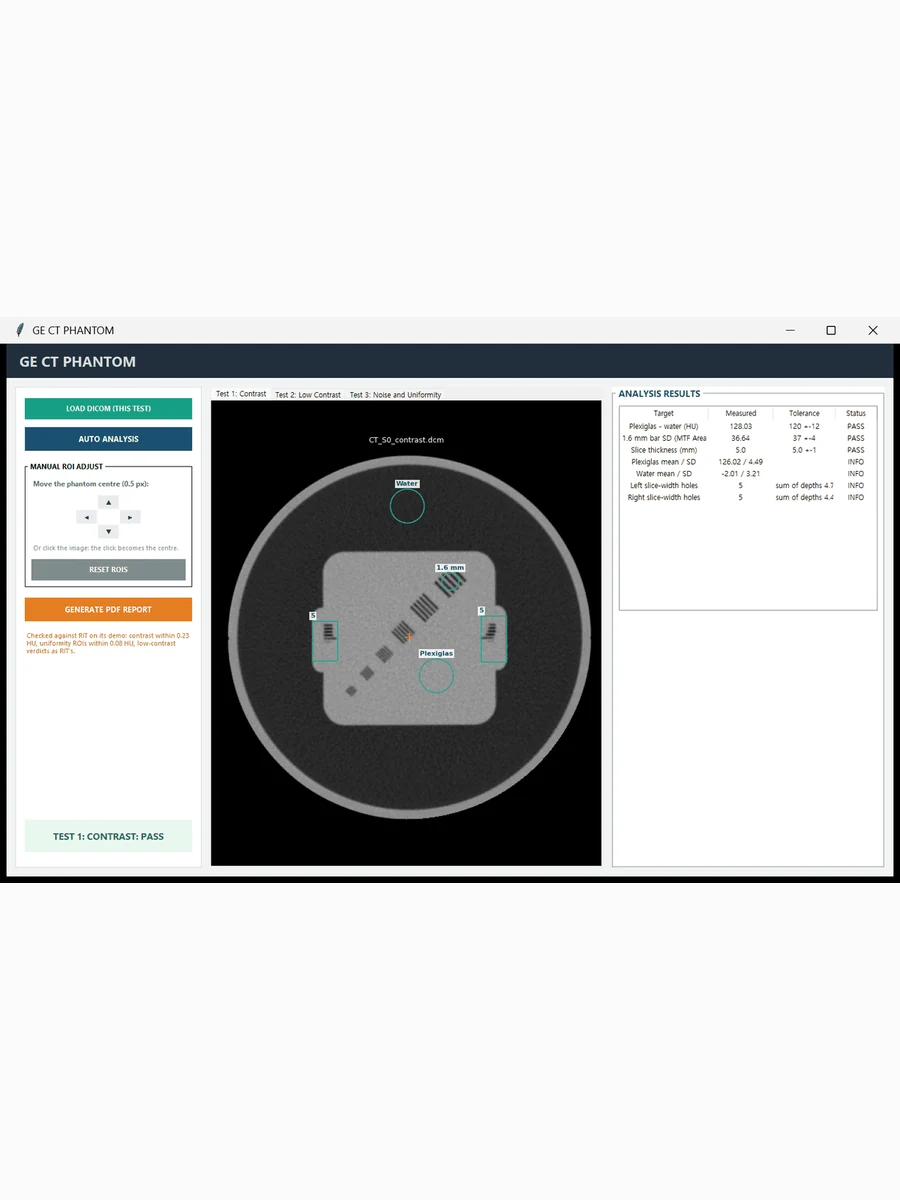 GE CT PHANTOM
GE CT PHANTOM
LOAD DICOM (THIS TEST)
AUTO ANALYSIS
MANUAL ROI ADJUST
Move the phantom centre (0.5 px):
Or click the image: the click becomes the centre.
RESET ROIS
GENERATE PDF REPORT
Checked against RIT on its demo: contrast within 0.23
HU, uniformity ROIs within 0.08 HU, low-contrast
verdicts as RIT's.
TEST 1: CONTRAST: PASS
Test 1: Contrast Test 2: Low Contrast Test 3: Noise and Uniformity
CT_S0_contrast.dcm
Water
1.6 mm
5
5
Plexiglas
ANALYSIS RESULTS
Target Measured Tolerance Status
Plexiglas - water (HU) 128.03 120 +-12 PASS
1.6 mm bar SD (MTF Area 36.64 37 +-4 PASS
Slice thickness (mm) 5.0 5.0 +-1 PASS
Plexiglas mean / SD 126.02 / 4.49 INFO
Water mean / SD -2.01 / 3.21 INFO
Left slice-width holes 5 sum of depths 4.7 INFO
Right slice-width holes 5 sum of depths 4.4 INFO